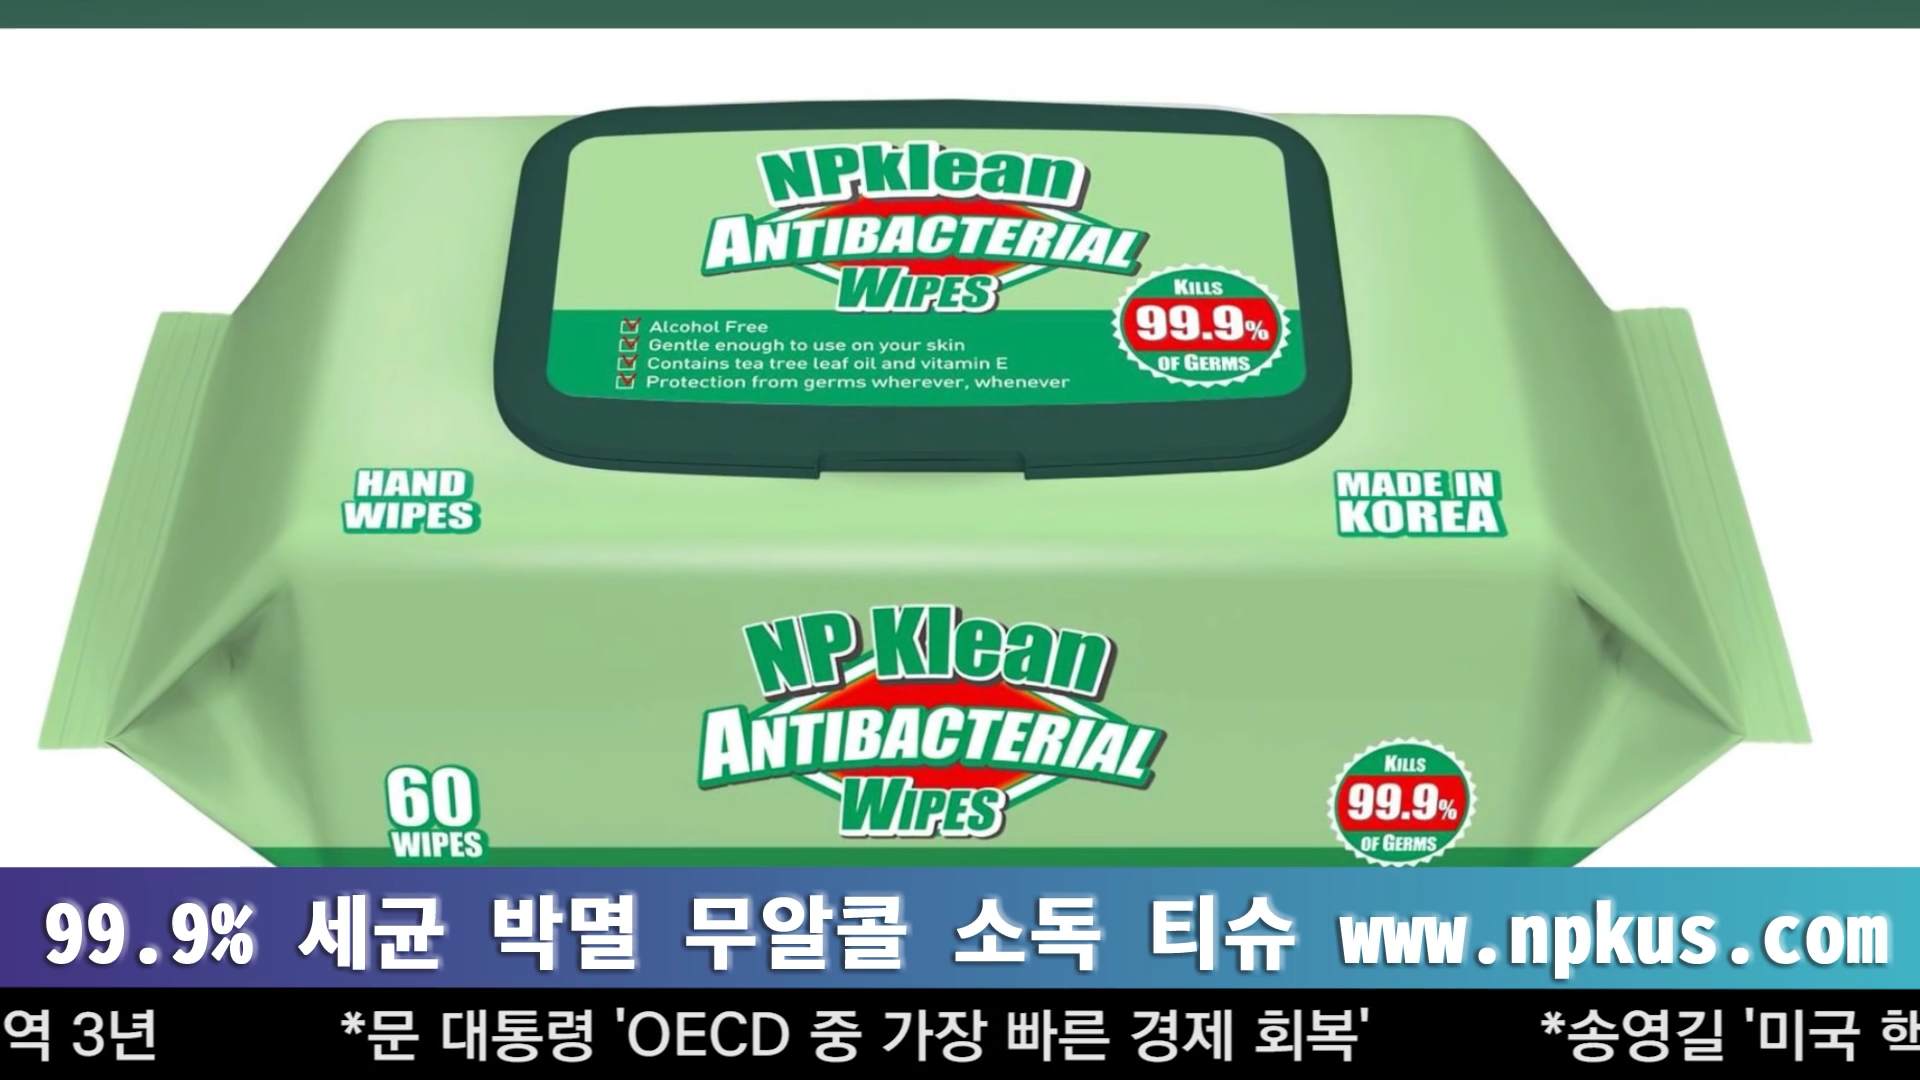 NPklean
ANTIBACTERIAL
WIPES
Alcohol Free
Gentle enough to use on your skin
Contains tea tree leaf oil and vitamin E
Protection from germs wherever, whenever
KILLS
99.9%
OF GERMS
HAND
WIPES
MADE IN
KOREA
NP Klean
ANTIBACTERIAL
WIPES
60
WIPES
KILLS
99.9%
OF GERMS
99.9% 세균 박멸 무알콜 소독 티슈 www.npkus.com
역 3년 *문 대통령 'OECD 중 가장 빠른 경제 회복' *송영길 '미국